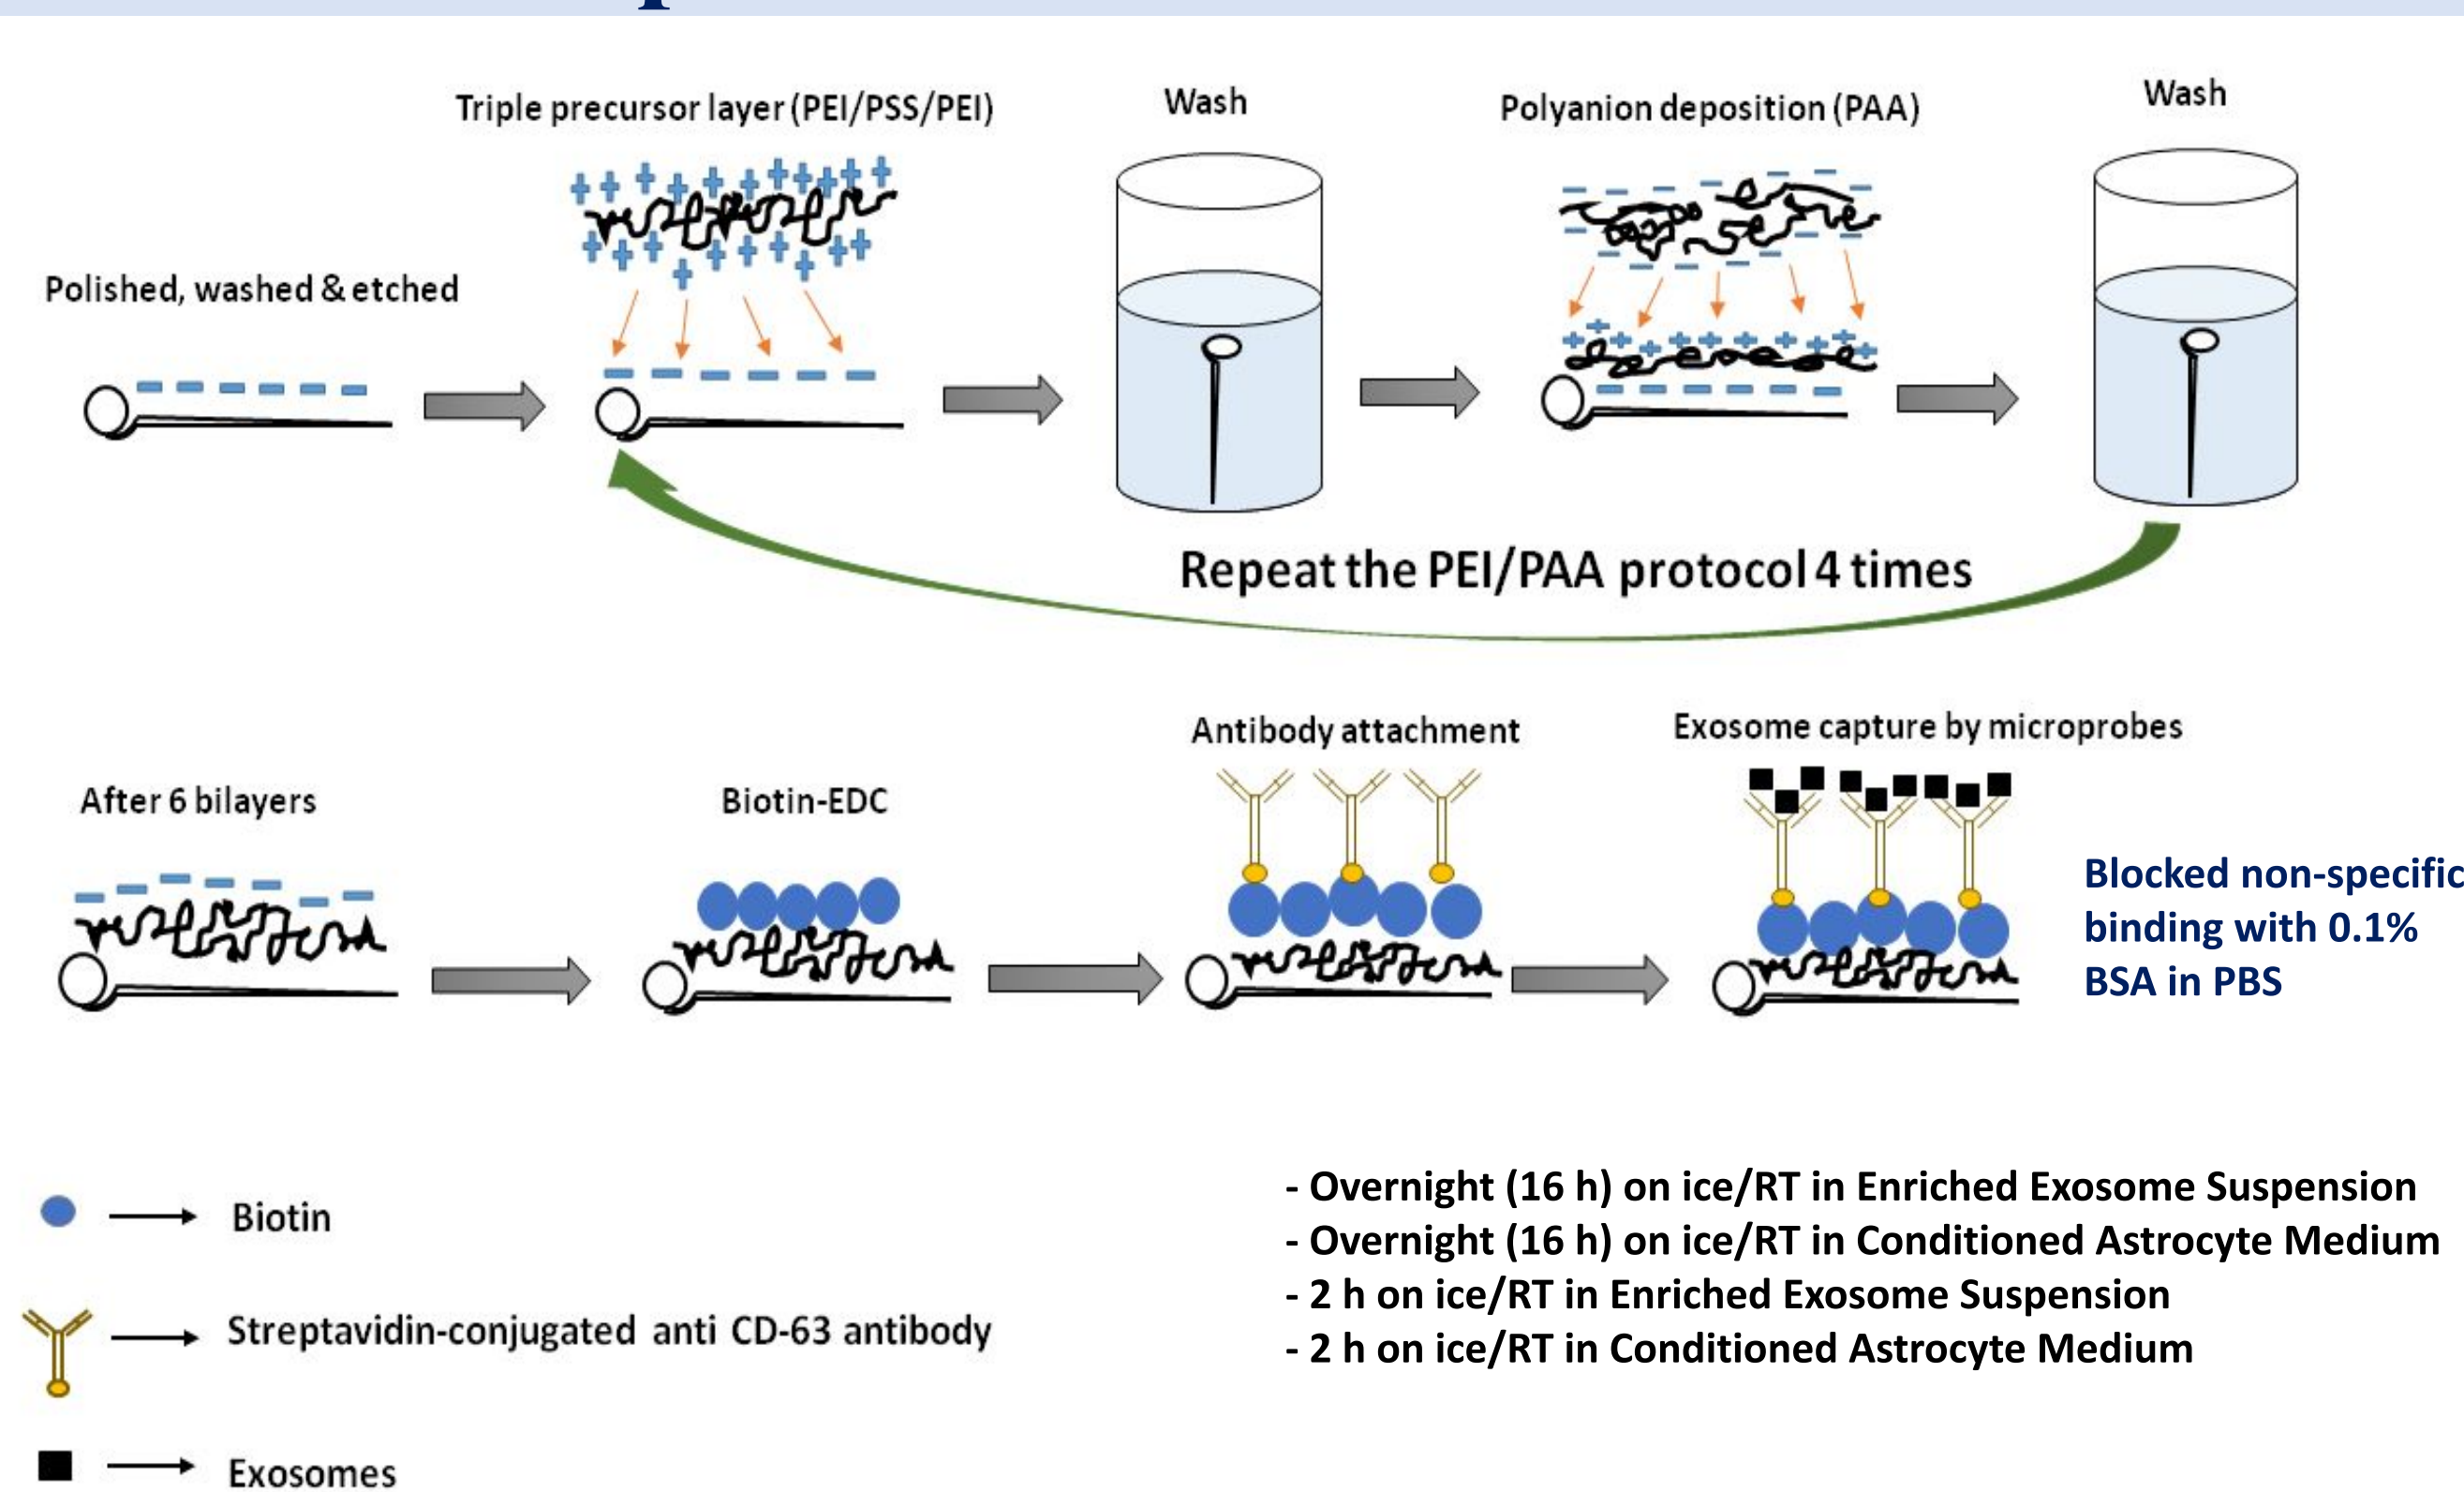 Triple precursor layer (PEI/PSS/PEI)
Wash
Polyanion deposition (PAA)
Wash
Polished, washed & etched
Repeat the PEI/PAA protocol 4 times
After 6 bilayers
Biotin-EDC
Antibody attachment
Exosome capture by microprobes
Blocked non-specific
binding with 0.1%
BSA in PBS
Biotin
Streptavidin-conjugated anti CD-63 antibody
Exosomes
- Overnight (16 h) on ice/RT in Enriched Exosome Suspension
- Overnight (16 h) on ice/RT in Conditioned Astrocyte Medium
- 2 h on ice/RT in Enriched Exosome Suspension
- 2 h on ice/RT in Conditioned Astrocyte Medium